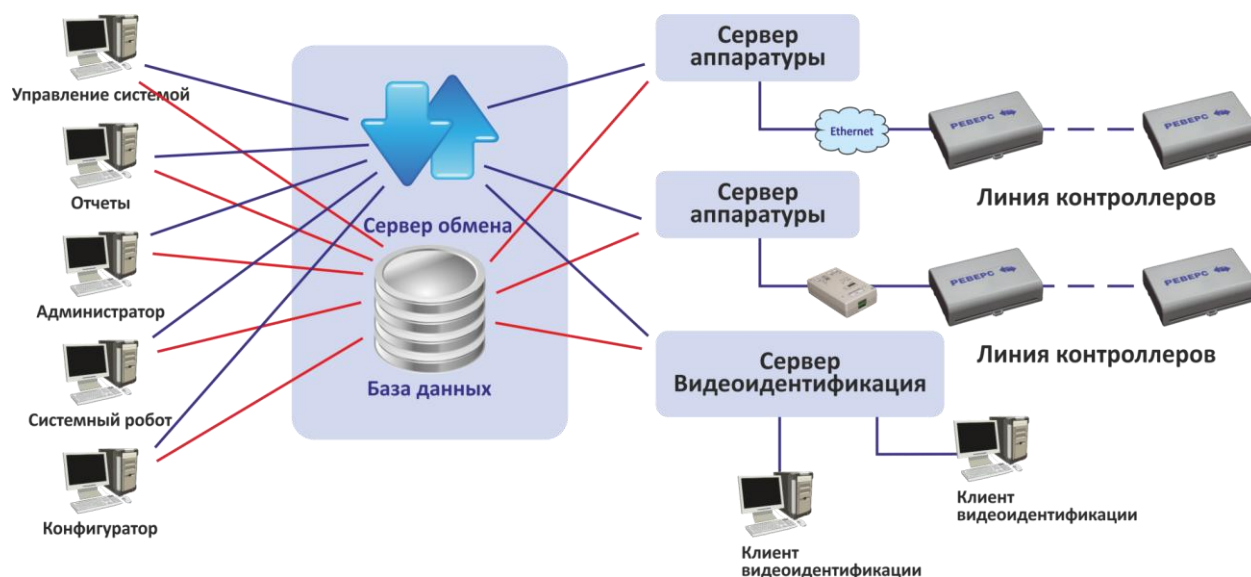 Управление системой
Отчеты
Администратор
Системный робот
Конфигуратор
Сервер обмена
База данных
Сервер
аппаратуры
Ethernet
РЕВЕРС
РЕВЕРС
Линия контроллеров
Сервер
аппаратуры
РЕВЕРС
РЕВЕРС
Линия контроллеров
Сервер
Видеоидентификация
Клиент
видеоидентификации
Клиент
видеоидентификации